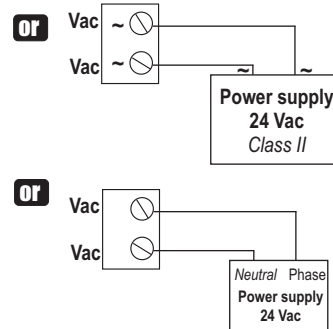 or
Vac ~
Vac ~
~ ~
Power supply
24 Vac
Class II
or
Vac
Vac
Neutral Phase
Power supply
24 Vac